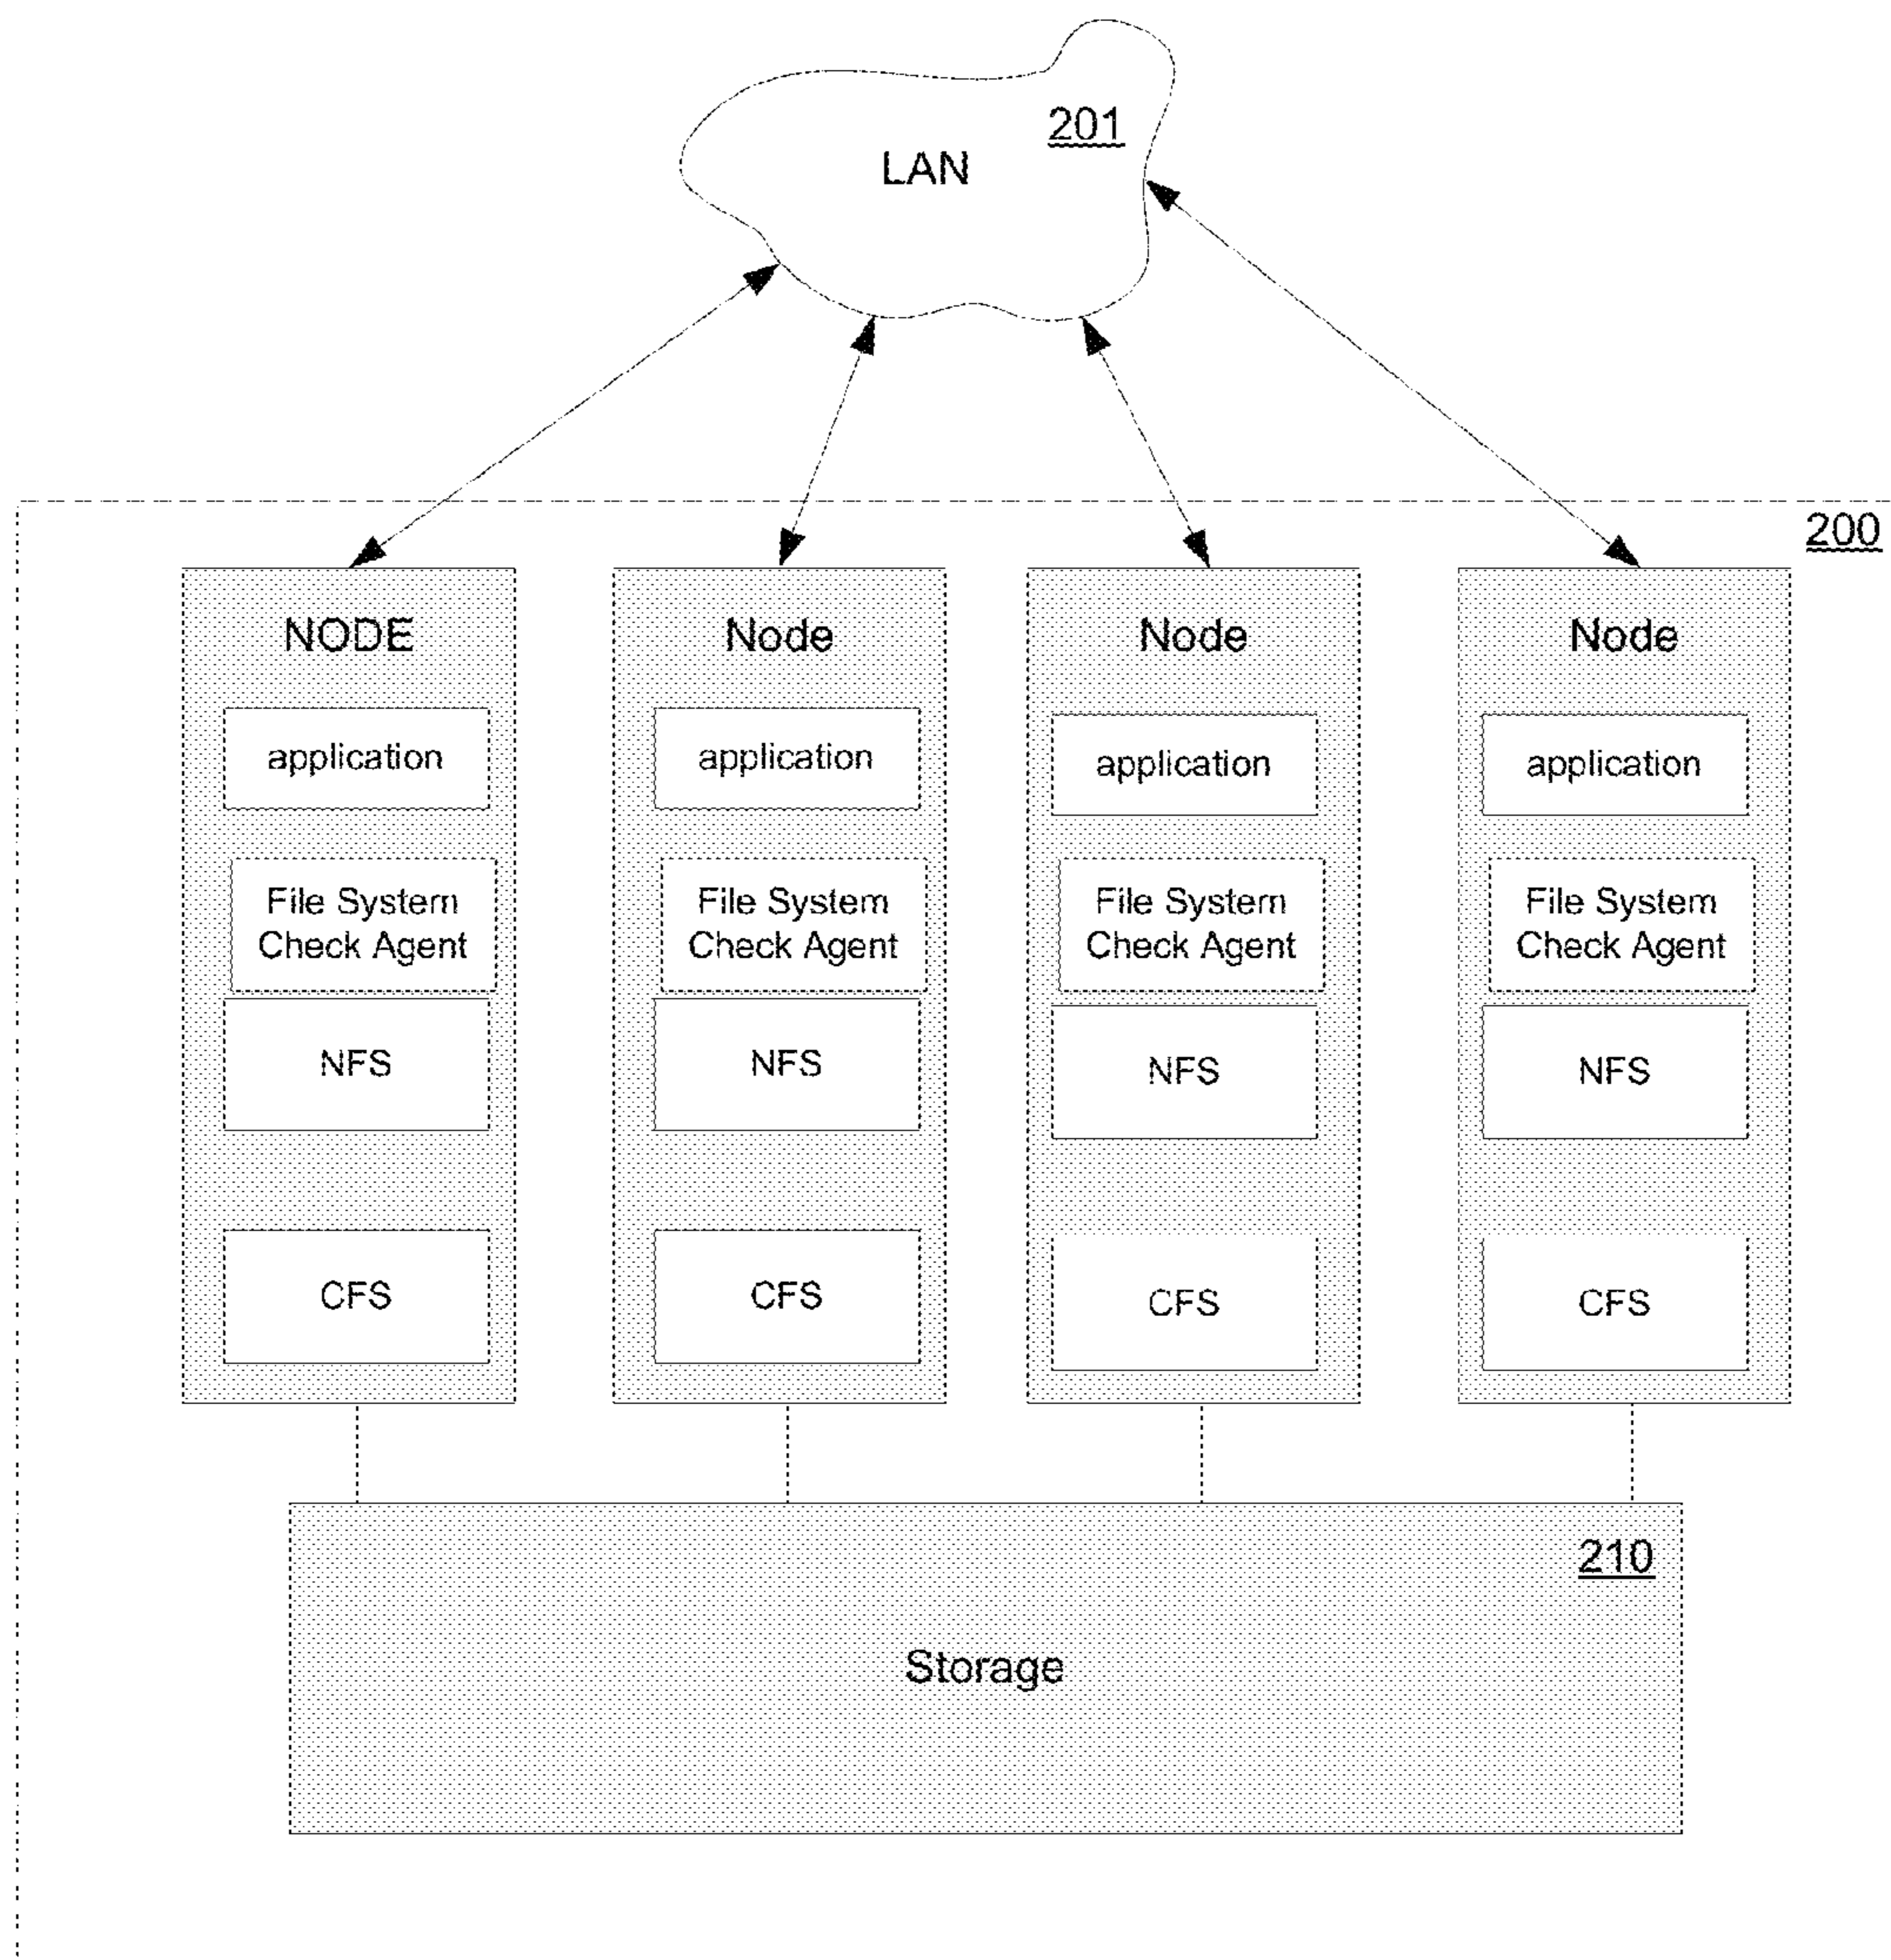 201
LAN
200
NODE
Node
Node
Node
application
application
application
application
File System
Check Agent
File System
Check Agent
File System
Check Agent
File System
Check Agent
NFS
NFS
NFS
NFS
CFS
CFS
CFS
CFS
210
Storage